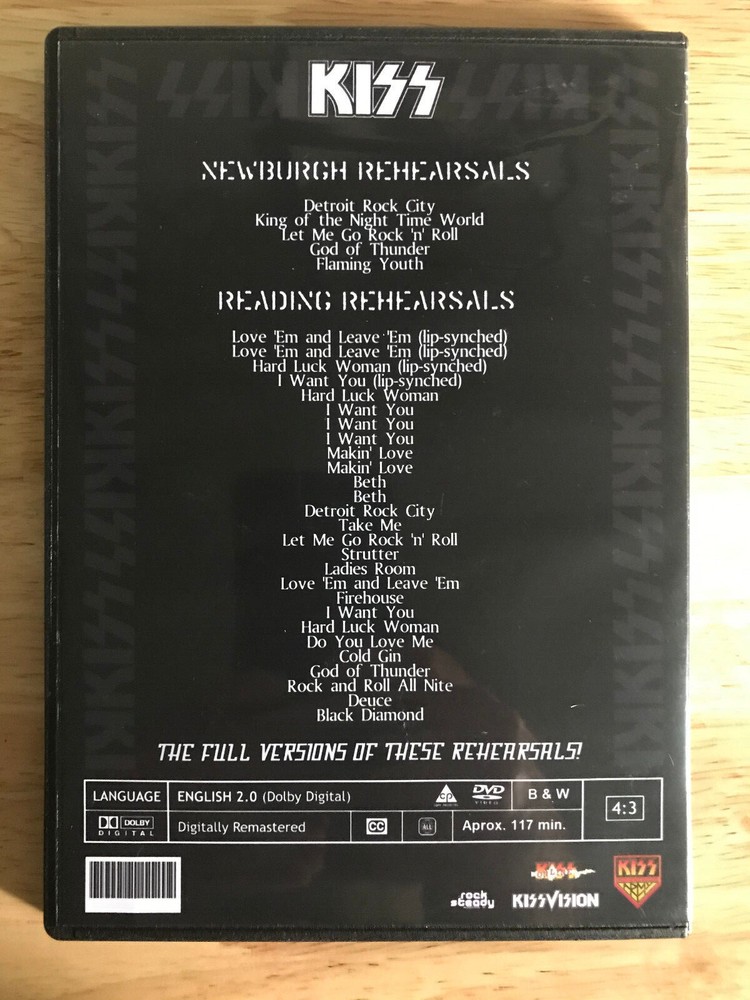 KISS
NEWBURGH REHEARSALS
Detroit Rock City
King of the Night Time World
Let Me Go Rock 'n' Roll
God of Thunder
Flaming Youth
READING REHEARSALS
Love 'Em and Leave 'Em (lip-synched)
Love 'Em and Leave 'Em (lip-synched)
Hard Luck Woman (lip-synched)
I Want You (lip-synched)
Hard Luck Woman
I Want You
I Want You
I Want You
Makin' Love
Makin' Love
Beth
Beth
Detroit Rock City
Take Me
Let Me Go Rock 'n' Roll
Strutter
Ladies Room
Love 'Em and Leave 'Em
Firehouse
I Want You
Hard Luck Woman
Do You Love Me
Cold Gin
God of Thunder
Rock and Roll All Nite
Deuce
Black Diamond
THE FULL VERSIONS OF THESE REHEARSALS!
LANGUAGE ENGLISH 2.0 (Dolby Digital) DVD VIDEO B & W 4:3
DOLBY DIGITAL Digitally Remastered CC ALL Aprox. 117 min.
rock steady KISSVISION KISS ARMY